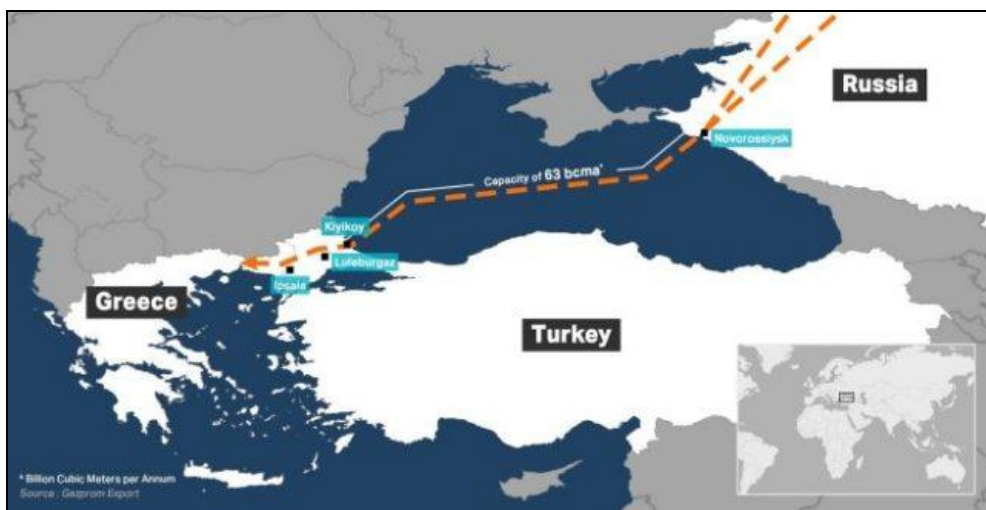 Russia
Novorossiysk
Capacity of 63 bcma*
Kiyikoy
Luleburgaz
Ipsala
Greece
Turkey
* Billion Cubic Meters per Annum
Source : Gazprom Export